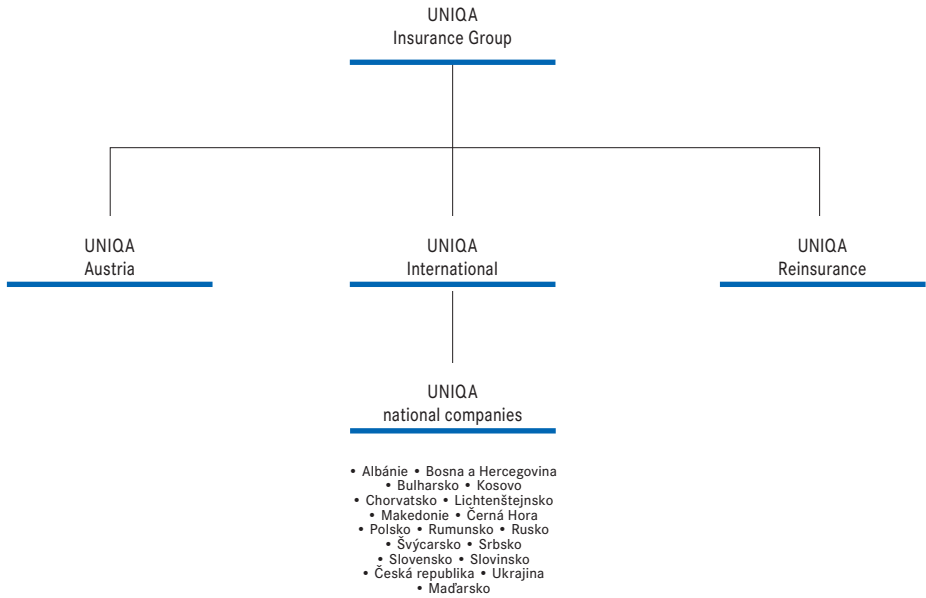 UNIQA
Insurance Group
UNIQA
Austria
UNIQA
International
UNIQA
Reinsurance
UNIQA
national companies
• Albánie • Bosna a Hercegovina
• Bulharsko • Kosovo
• Chorvatsko • Lichtenštejnsko
• Makedonie • Černá Hora
• Polsko • Rumunsko • Rusko
• Švýcarsko • Srbsko
• Slovensko • Slovinsko
• Česká republika • Ukrajina
• Maďarsko